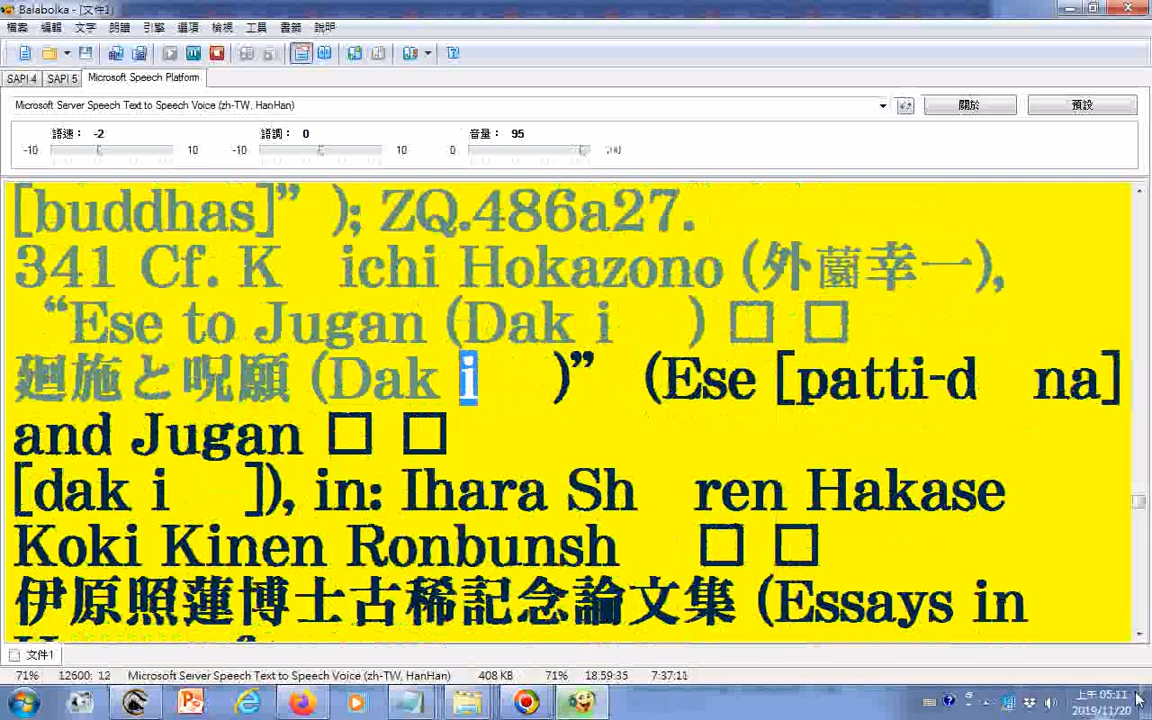 Balabolka - [文件1]
檔案 編輯 文字 朗讀 引擎 選項 檢視 工具 書籤 說明
SAPI 4 SAPI 5 Microsoft Speech Platform
Microsoft Server Speech Text to Speech Voice (zh-TW, HanHan) 關於 預設
語速： -2 語調： 0 音量： 95
-10 10 -10 10 0 100
[buddhas]” ); ZQ.486a27.
341 Cf. K ichi Hokazono (外薗幸一),
“Ese to Jugan (Dak i ) □ □
廻施と呪願 (Dak i )” (Ese [patti-d na]
and Jugan □ □
[dak i ]), in: Ihara Sh ren Hakase
Koki Kinen Ronbunsh □ □
伊原照蓮博士古稀記念論文集 (Essays in
文件1
71% 12600: 12 Microsoft Server Speech Text to Speech Voice (zh-TW, HanHan) 408 KB 71% 18:59:35 7:37:11
上午 05:11
2019/11/20